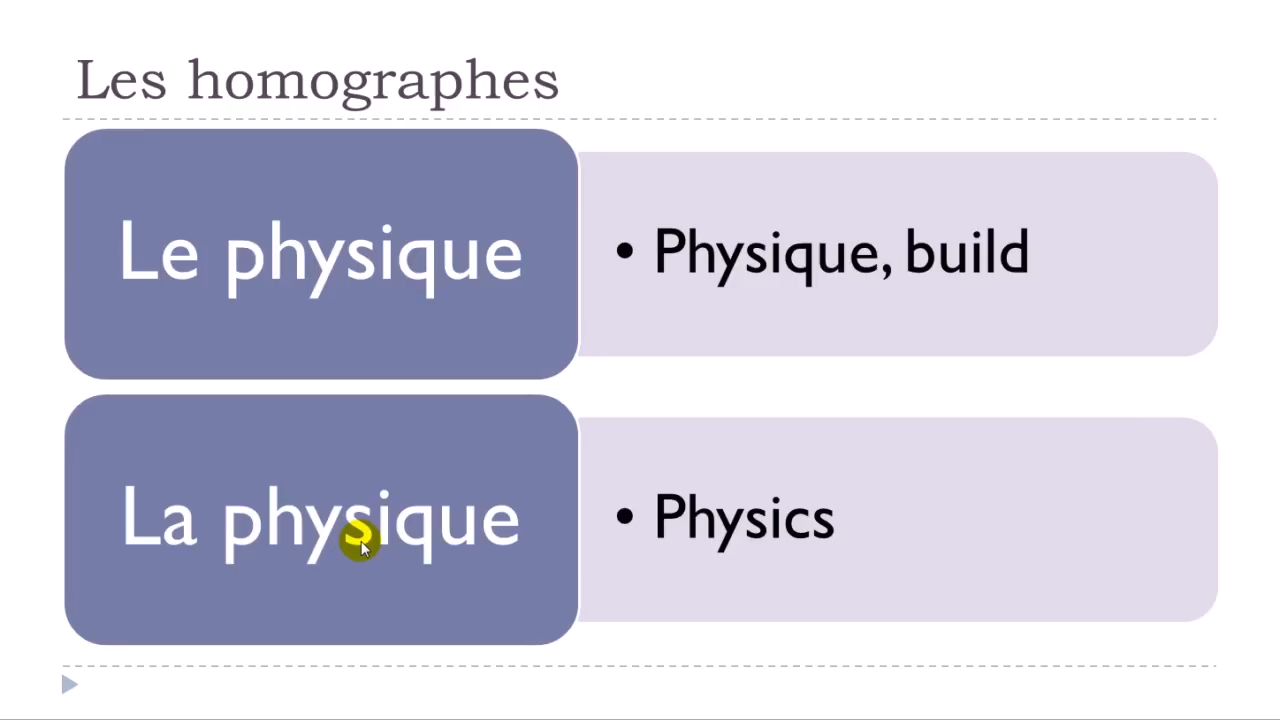 Les homographes
Le physique
• Physique, build
La physique
• Physics